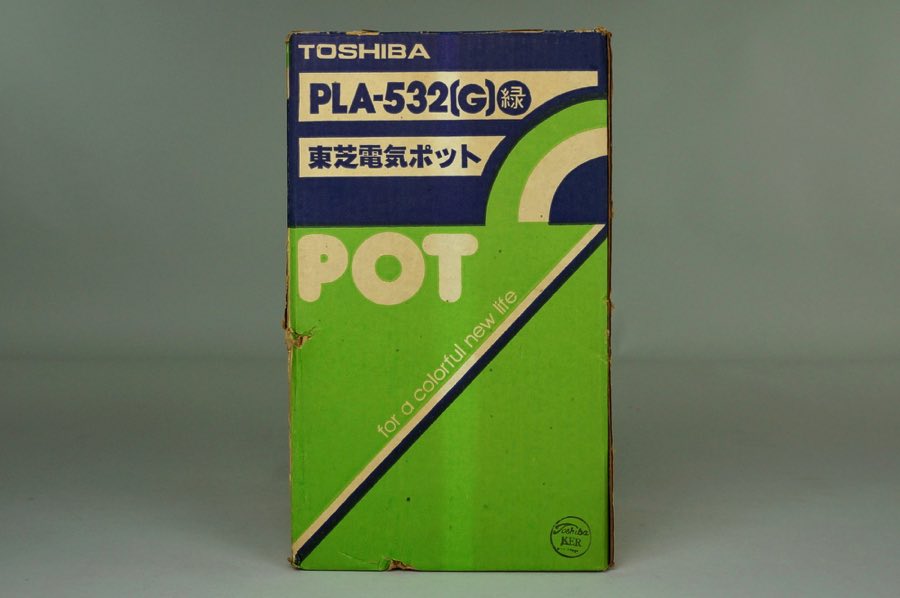 TOSHIBA
PLA-532(G)緑
東芝電気ポット
POT
for a colorful new life
Toshiba
KER